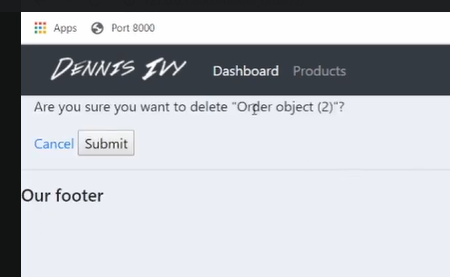 Apps Port 8000
DENNIS IVY Dashboard Products
Are you sure you want to delete "Order object (2)"?
Cancel Submit
Our footer